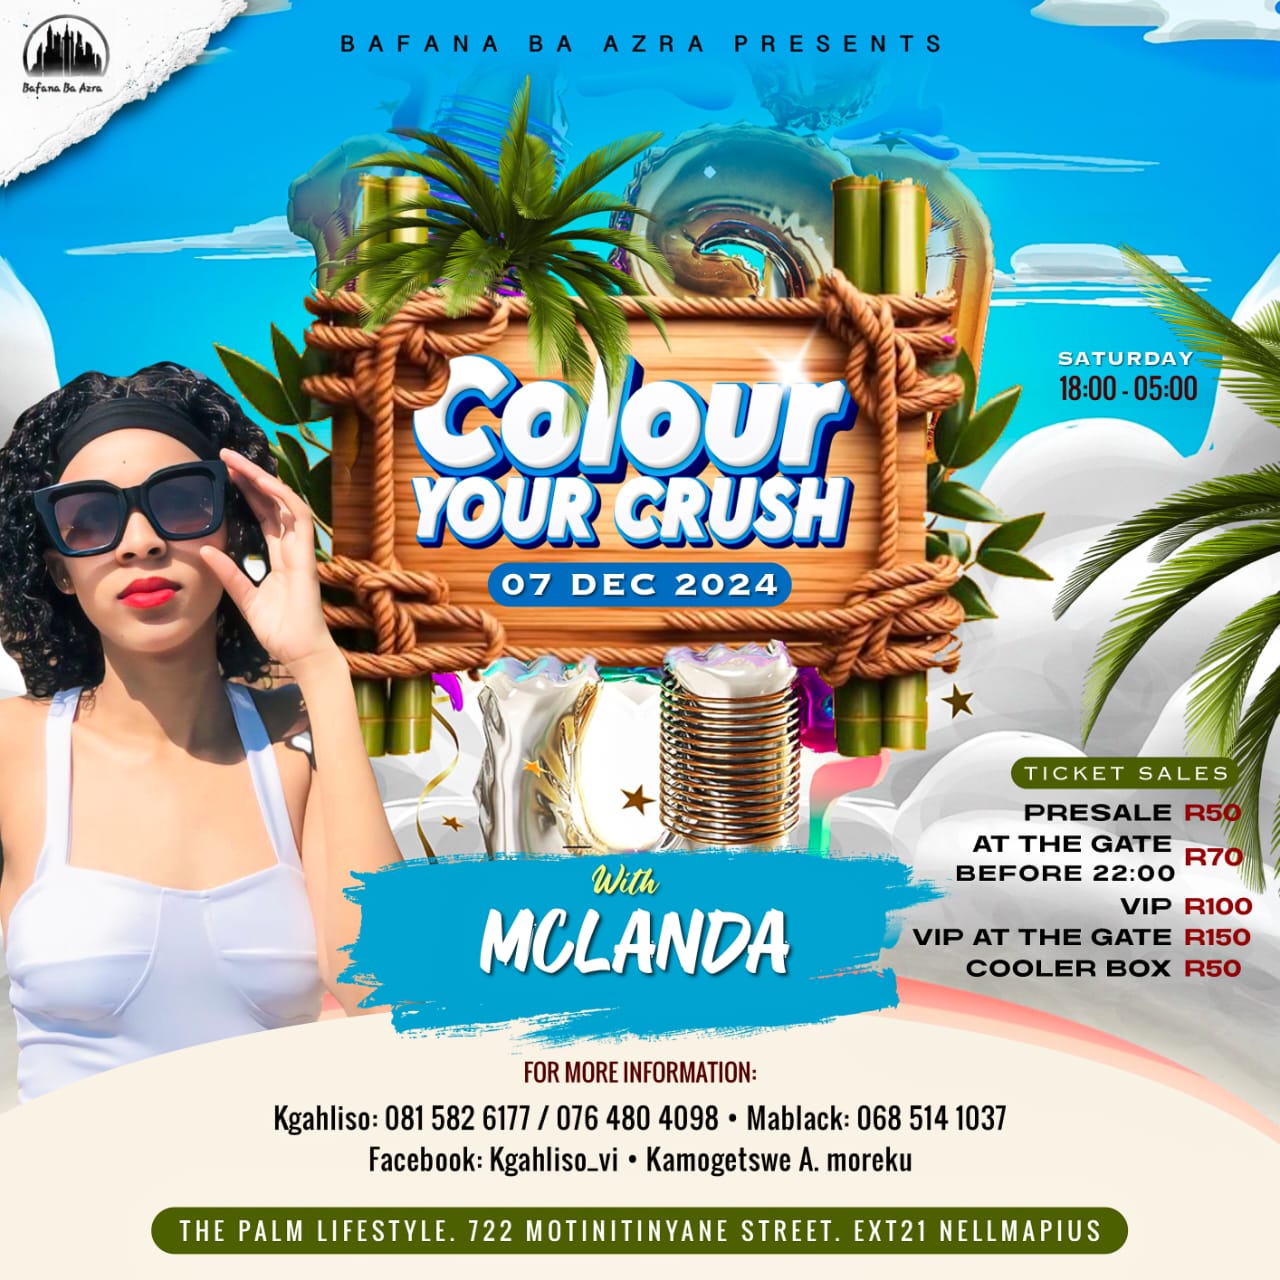 Bafana Ba Azra
BAFANA BA AZRA PRESENTS
SATURDAY
18:00 - 05:00
Colour
YOUR CRUSH
07 DEC 2024
TICKET SALES
PRESALE R50
AT THE GATE
BEFORE 22:00 R70
VIP R100
VIP AT THE GATE R150
COOLER BOX R50
With
MCLANDA
FOR MORE INFORMATION:
Kgahliso: 081 582 6177 / 076 480 4098 • Mablack: 068 514 1037
Facebook: Kgahliso_vi • Kamogetswe A. moreku
THE PALM LIFESTYLE. 722 MOTINITINYANE STREET. EXT21 NELLMAPIUS